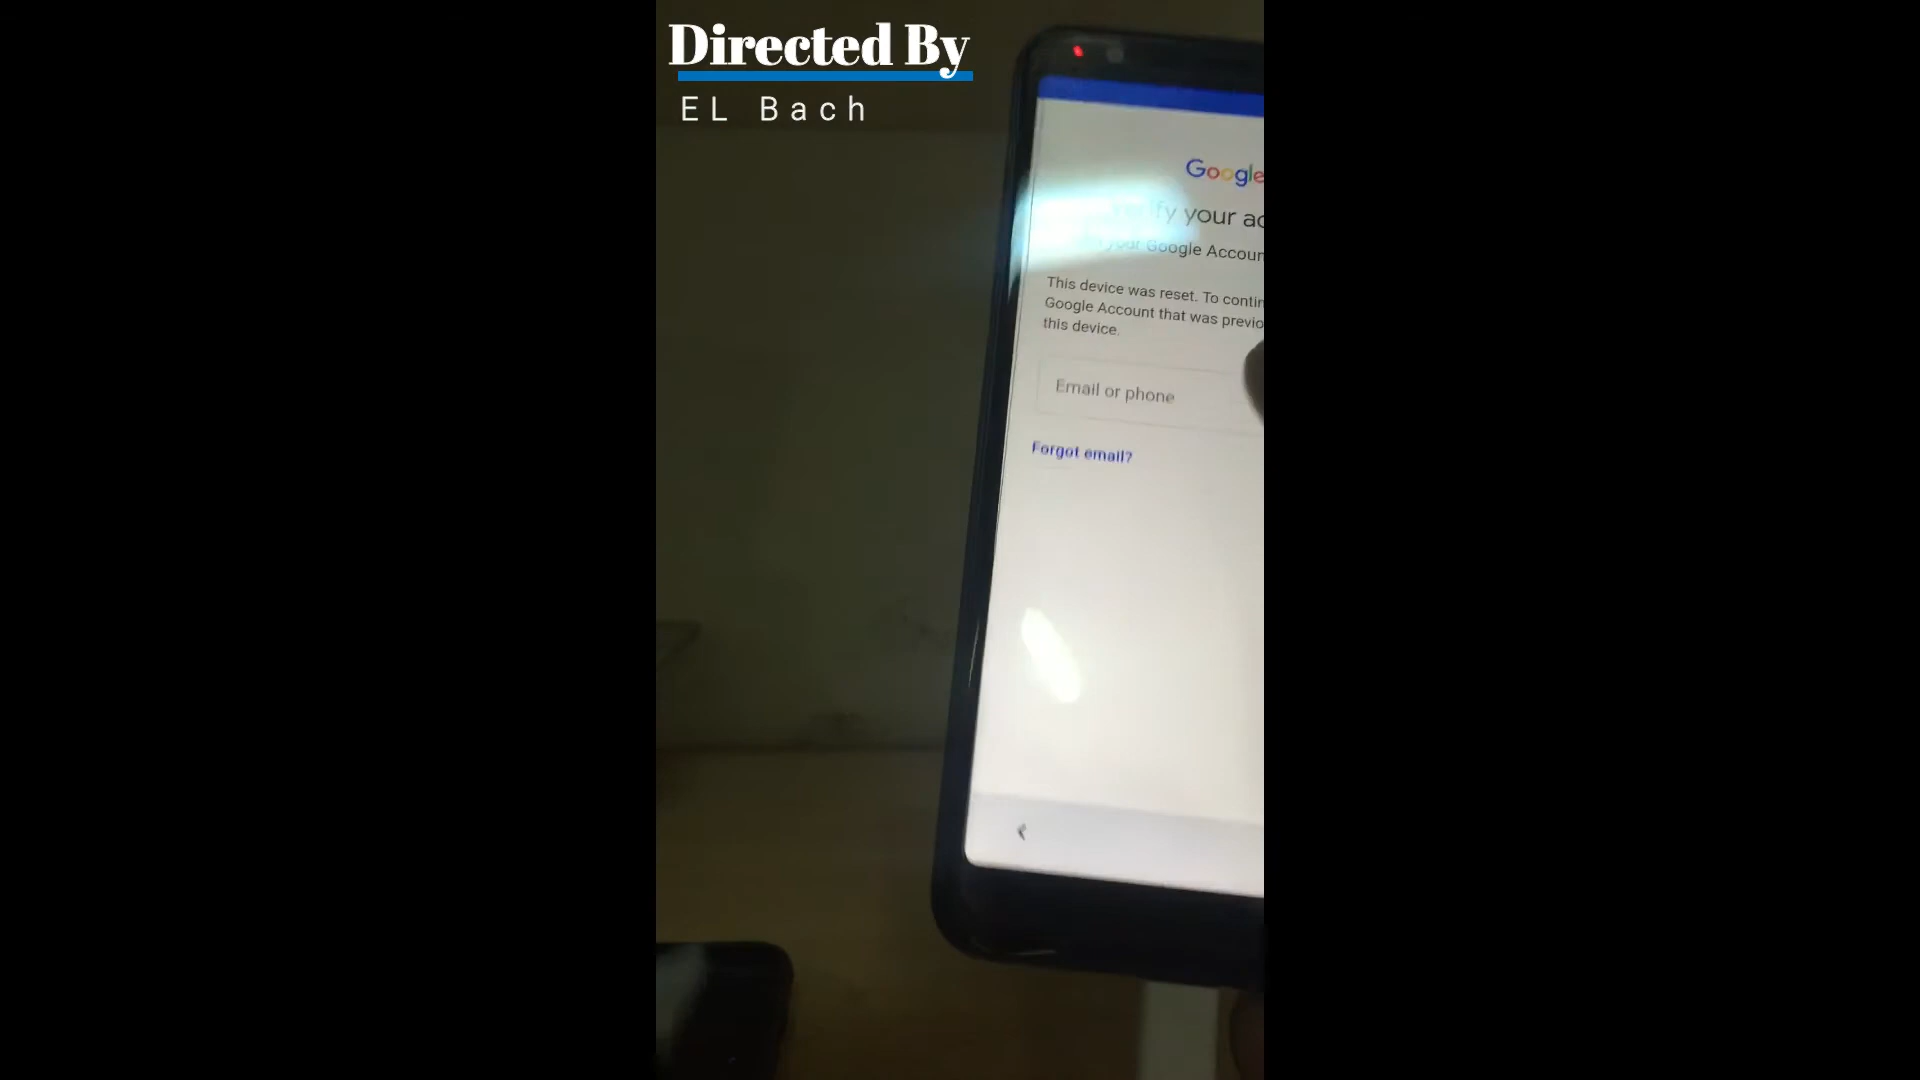 Directed By
EL Bach
Google
your ac
your Google Accoun
This device was reset. To contin
Google Account that was previo
this device.
Email or phone
Forgot email?